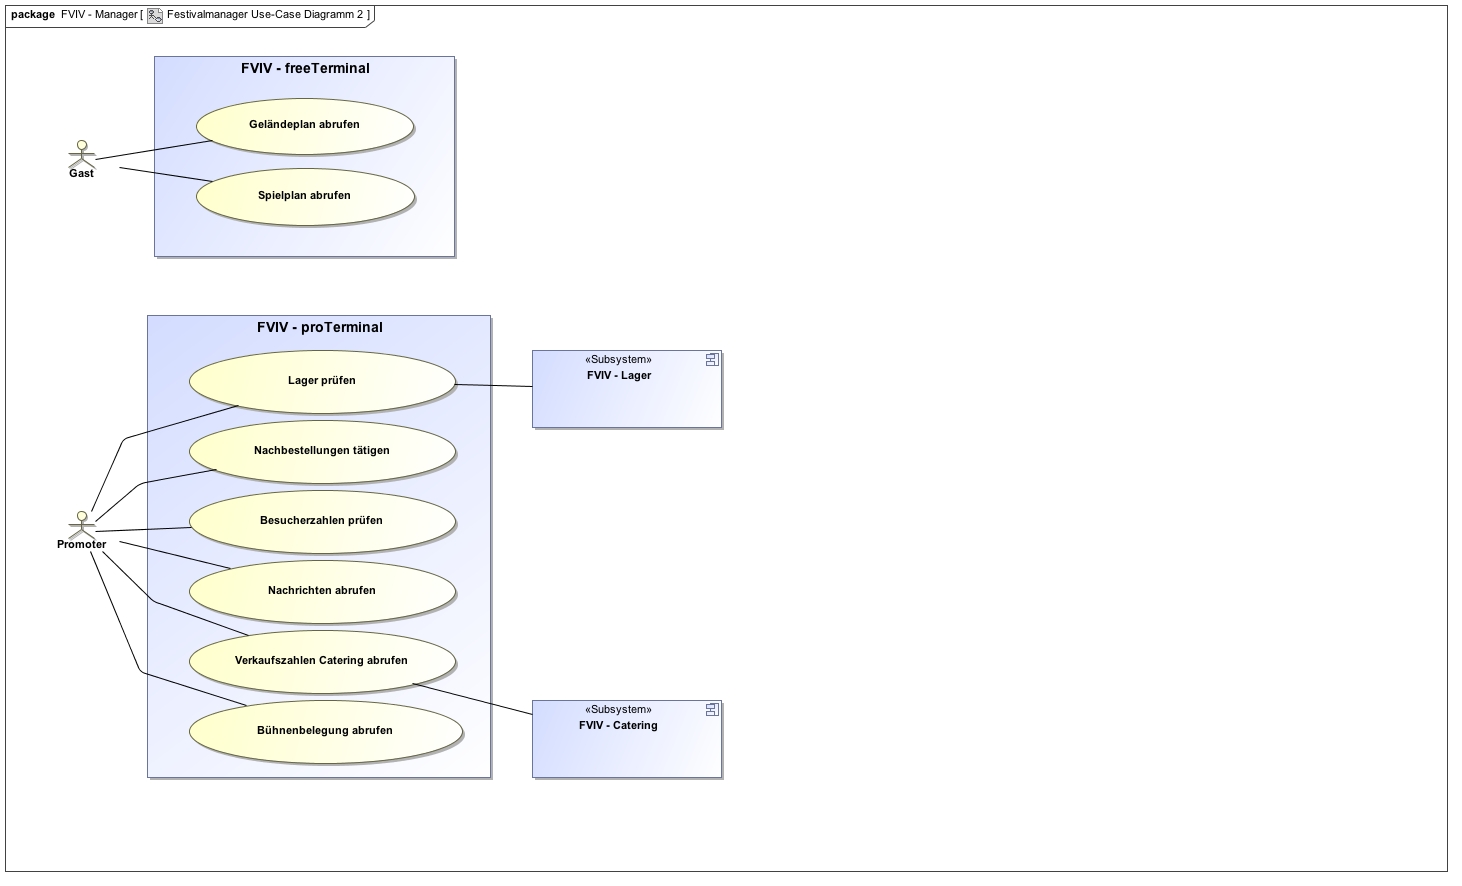 package FVIV - Manager [ Festivalmanager Use-Case Diagramm 2 ]
FVIV - freeTerminal
Geländeplan abrufen
Gast
Spielplan abrufen
FVIV - proTerminal
Lager prüfen
«Subsystem»
FVIV - Lager
Nachbestellungen tätigen
Besucherzahlen prüfen
Promoter
Nachrichten abrufen
Verkaufszahlen Catering abrufen
«Subsystem»
FVIV - Catering
Bühnenbelegung abrufen